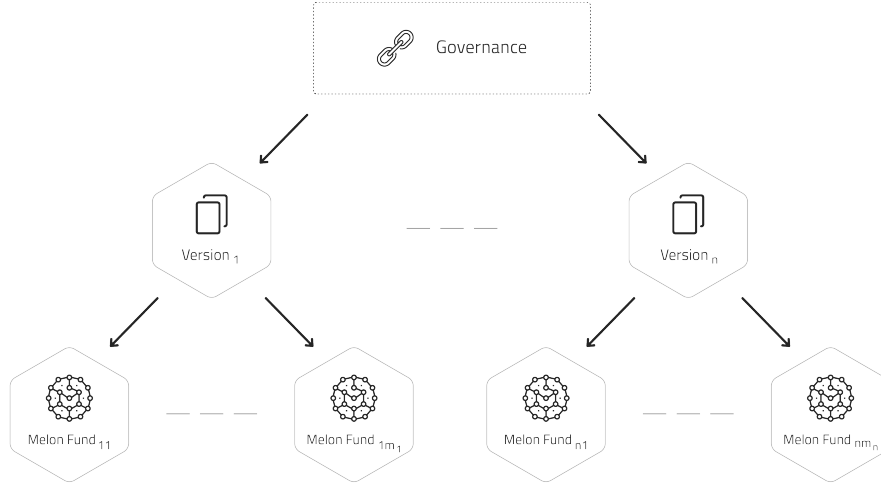 Governance
Version 1
Version n
Melon Fund 11
Melon Fund 1m1
Melon Fund n1
Melon Fund nmn